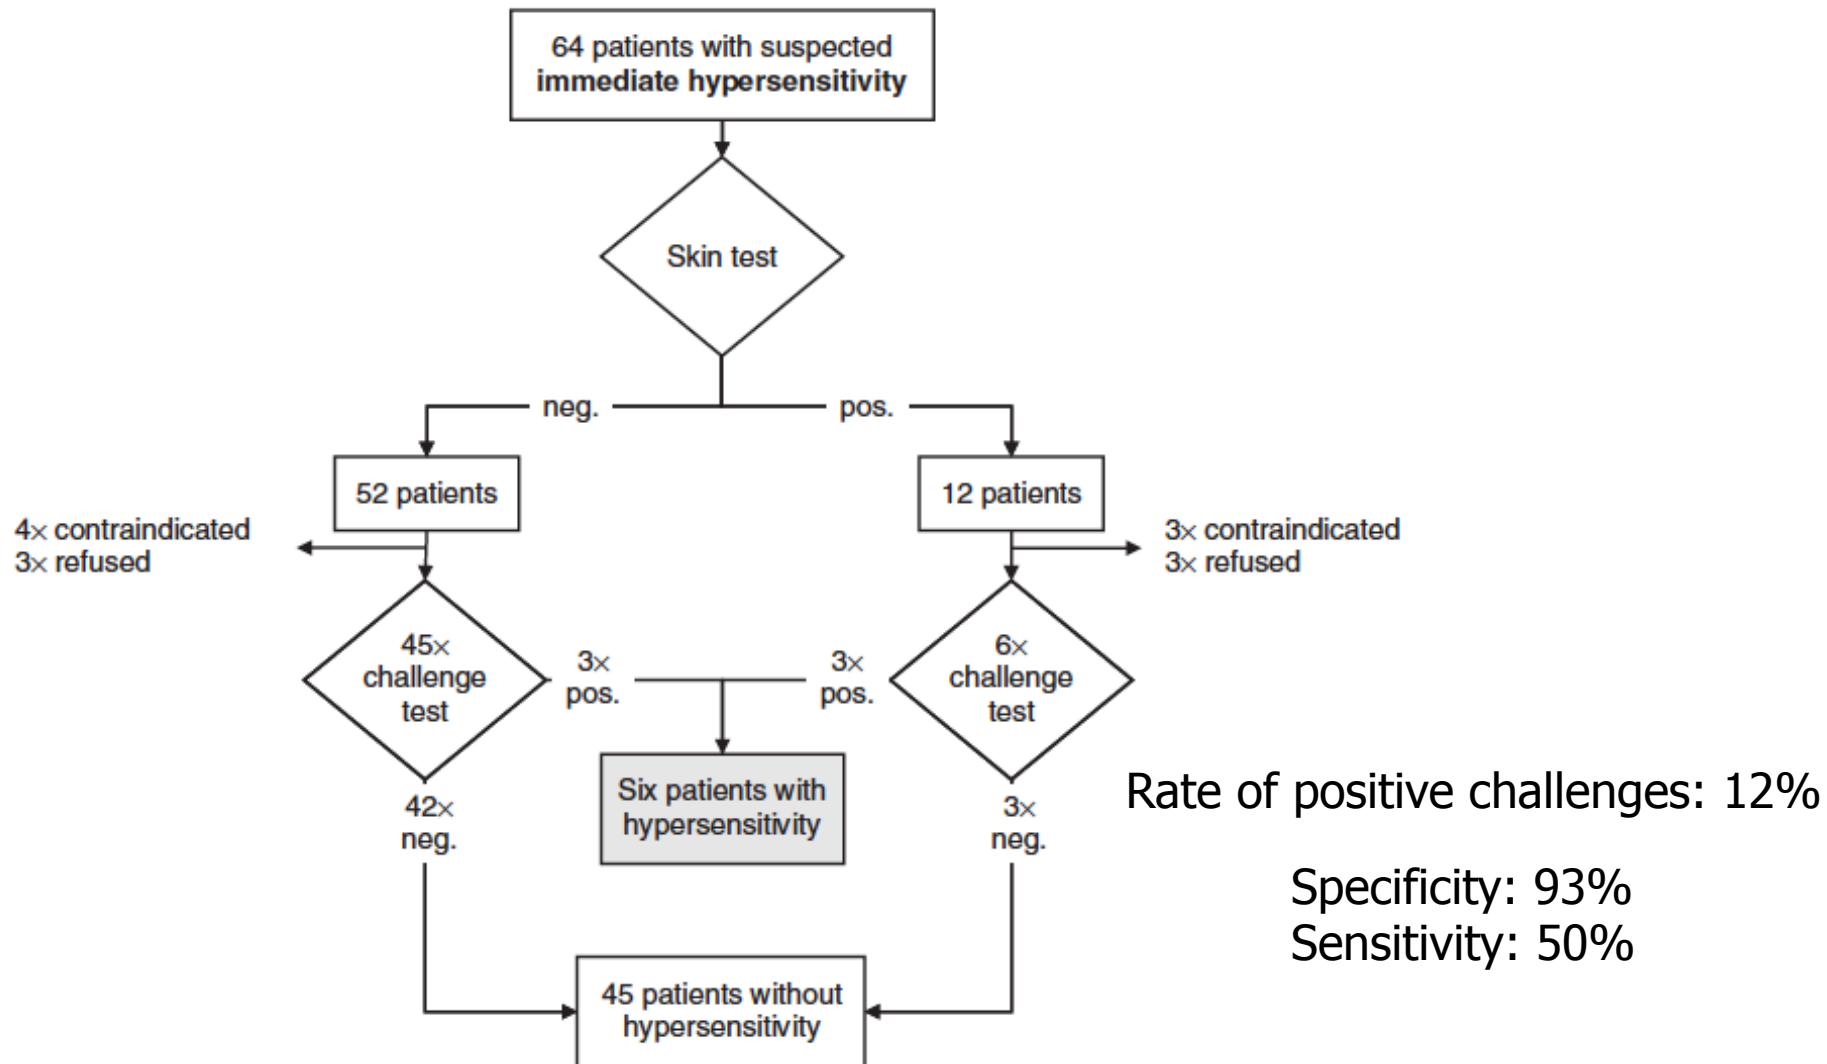 64 patients with suspected
immediate hypersensitivity
Skin test
neg.
pos.
52 patients
12 patients
4× contraindicated
3× refused
3× contraindicated
3× refused
45×
challenge
test
3×
pos.
3×
pos.
6×
challenge
test
Six patients with
hypersensitivity
42×
neg.
3×
neg.
Rate of positive challenges: 12%
Specificity: 93%
Sensitivity: 50%
45 patients without
hypersensitivity